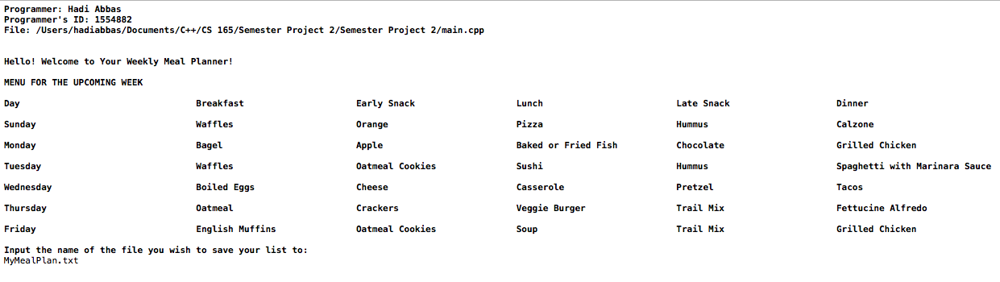 Programmer: Hadi Abbas
Programmer's ID: 1554882
File: /Users/hadiabbas/Documents/C++/CS 165/Semester Project 2/Semester Project 2/main.cpp
Hello! Welcome to Your Weekly Meal Planner!
MENU FOR THE UPCOMING WEEK
Day Breakfast Early Snack Lunch Late Snack Dinner
Sunday Waffles Orange Pizza Hummus Calzone
Monday Bagel Apple Baked or Fried Fish Chocolate Grilled Chicken
Tuesday Waffles Oatmeal Cookies Sushi Hummus Spaghetti with Marinara Sauce
Wednesday Boiled Eggs Cheese Casserole Pretzel Tacos
Thursday Oatmeal Crackers Veggie Burger Trail Mix Fettucine Alfredo
Friday English Muffins Oatmeal Cookies Soup Trail Mix Grilled Chicken
Input the name of the file you wish to save your list to:
MyMealPlan.txt